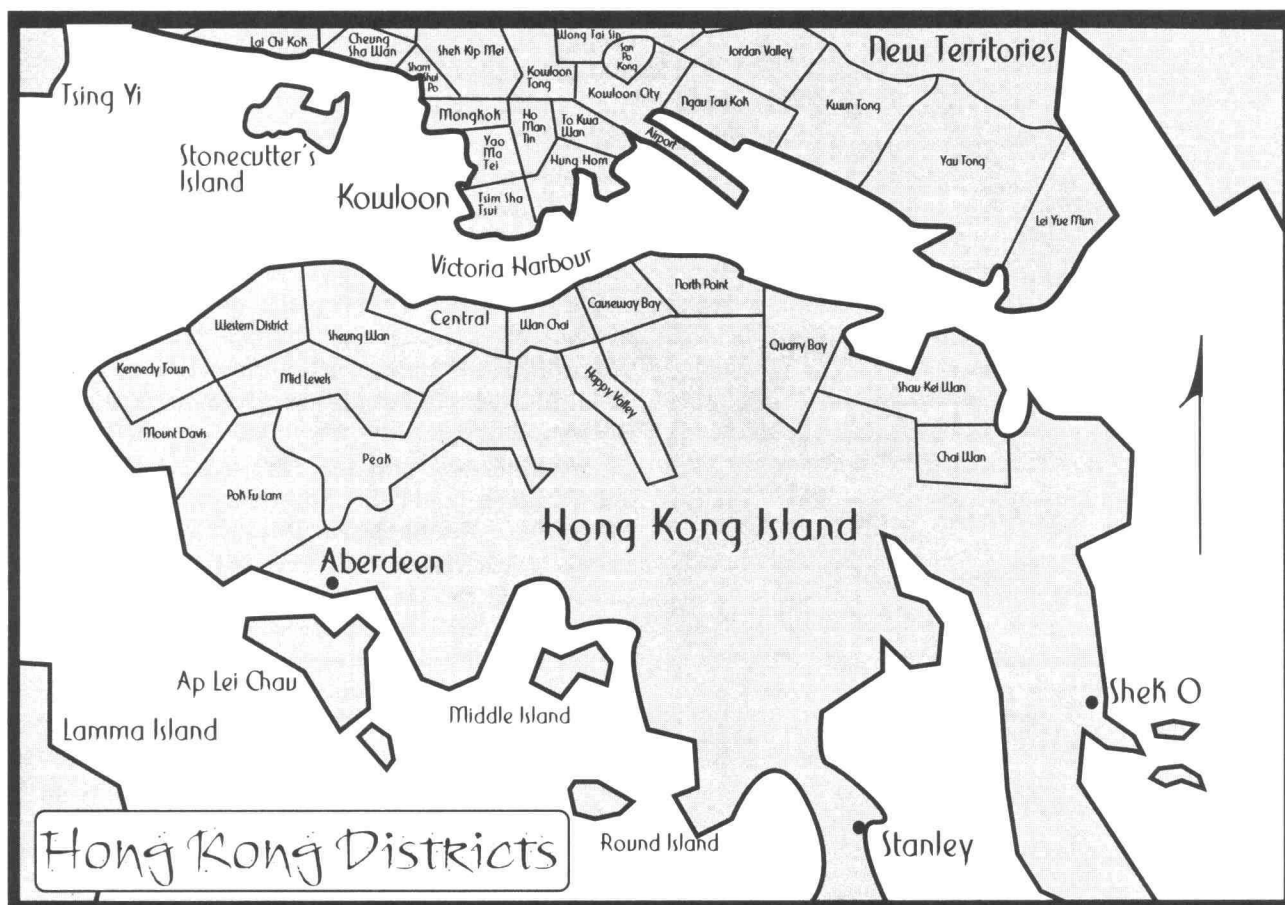 Lai Chi Kok
Cheung
Sha Wan
Shek Kip Mei
Wong Tai Sin
San
Po
Kong
Jordan Valley
New Territories
Tsing Yi
Sham
Shui
Po
Kowloon
Tong
Kowloon City
Ngau Tau Kok
Kwun Tong
Stonecutter's
Island
Mongkok
Ho
Man
Tin
To Kwa
Wan
Airport
Yao
Ma
Tei
Hung Hom
Yau Tong
Kowloon
Tsim Sha
Tsui
Lei Yue Mun
Victoria Harbour
Western District
Sheung Wan
Central
Wan Chai
Causeway Bay
North Point
Quarry Bay
Kennedy Town
Mid Levels
Happy Valley
Shau Kei Wan
Mount Davis
Peak
Chai Wan
Pok Fu Lam
Hong Kong Island
Aberdeen
Ap Lei Chau
Middle Island
Shek O
Lamma Island
Round Island
Stanley
Hong Kong Districts